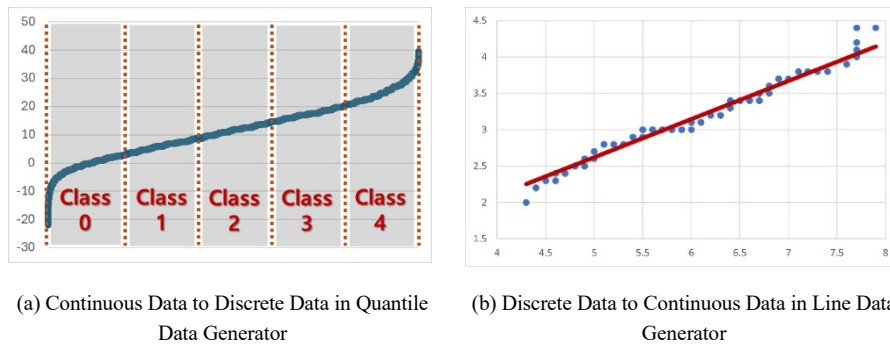 50
40
30
20
10
0
-10
-20
-30
Class Class Class Class Class
0 1 2 3 4
4.5
4
3.5
3
2.5
2
1.5
4 4.5 5 5.5 6 6.5 7 7.5 8
(a) Continuous Data to Discrete Data in Quantile
Data Generator
(b) Discrete Data to Continuous Data in Line Data
Generator